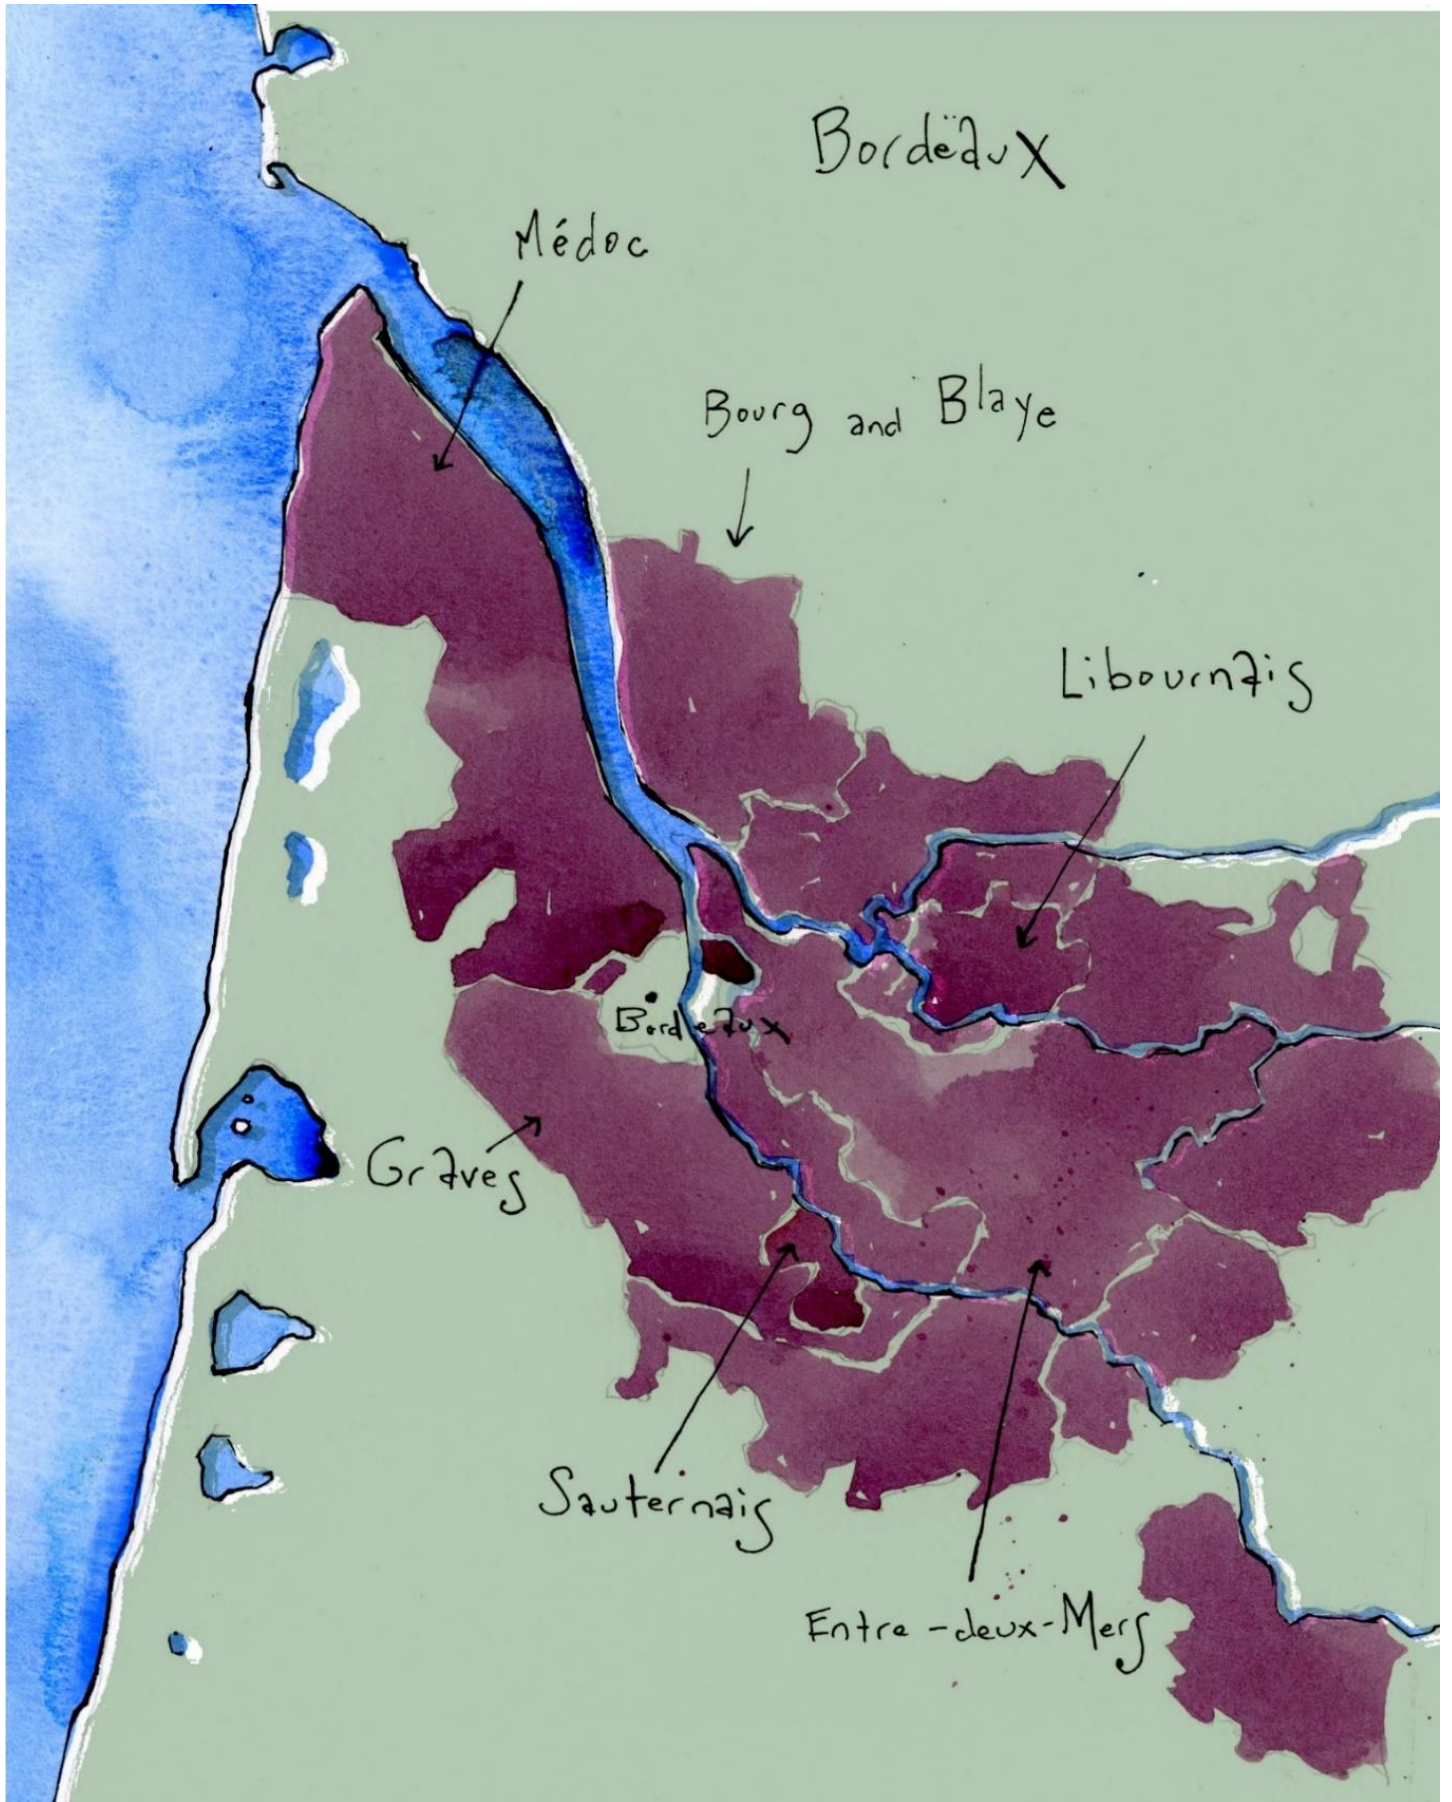 Bordëaux
Médoc
Bourg and Blaye
Libournais
Bordeaux
Graves
Sauternais
Entre-deux-Mers